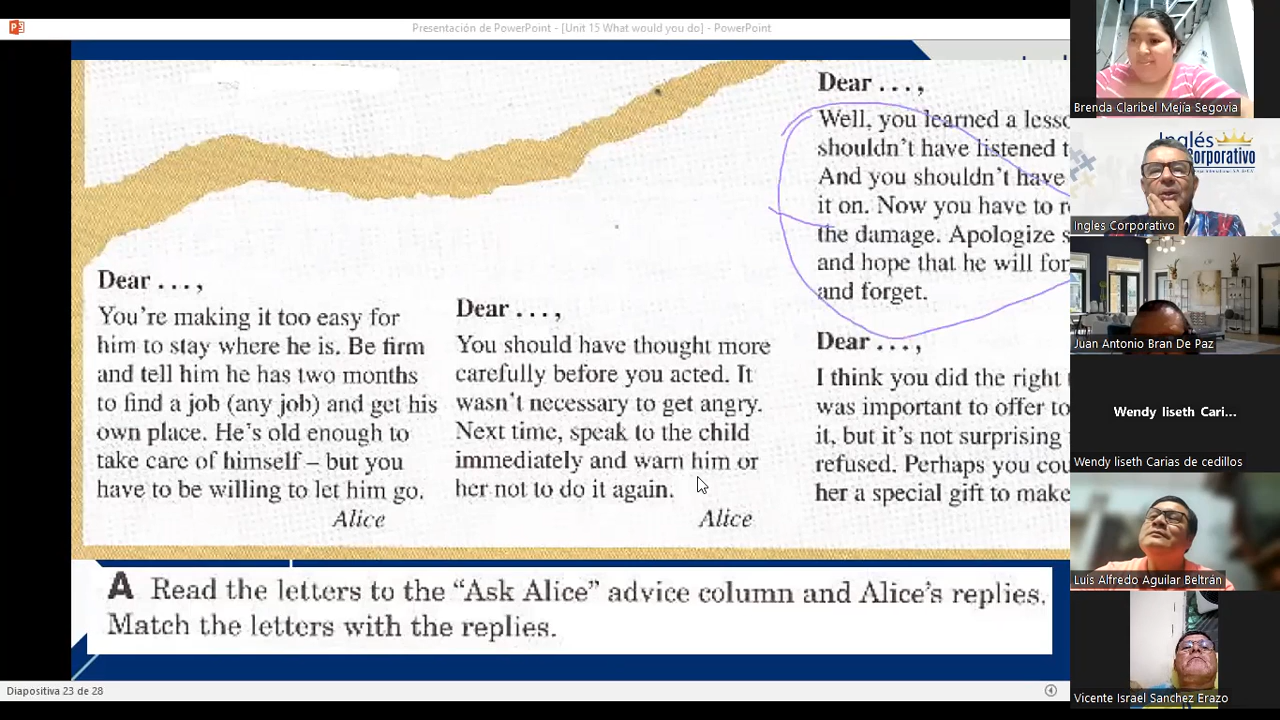 Presentación de PowerPoint - [Unit 15 What would you do] - PowerPoint
Dear . . . ,
You're making it too easy for
him to stay where he is. Be firm
and tell him he has two months
to find a job (any job) and get his
own place. He's old enough to
take care of himself – but you
have to be willing to let him go.
Alice
Dear . . . ,
You should have thought more
carefully before you acted. It
wasn't necessary to get angry.
Next time, speak to the child
immediately and warn him or
her not to do it again.
Alice
Dear . . . ,
Well, you learned a
shouldn't have listened
And you shouldn't have
it on. Now you have to
the damage. Apologize
and hope that he will
and forget.
Dear . . . ,
I think you did the right
was important to offer
it, but it's not surprising
refused. Perhaps you
her a special gift to make
A Read the letters to the “Ask Alice” advice column and Alice's replies.
Match the letters with the replies.
Diapositiva 23 de 28
Brenda Claribel Mejía Segovia
Inglés
Corporativo
Ingles Corporativo
Juan Antonio Bran De Paz
Wendy liseth Cari...
Wendy liseth Carias de cedillos
Luis Alfredo Aguilar Beltrán
Vicente Israel Sanchez Erazo